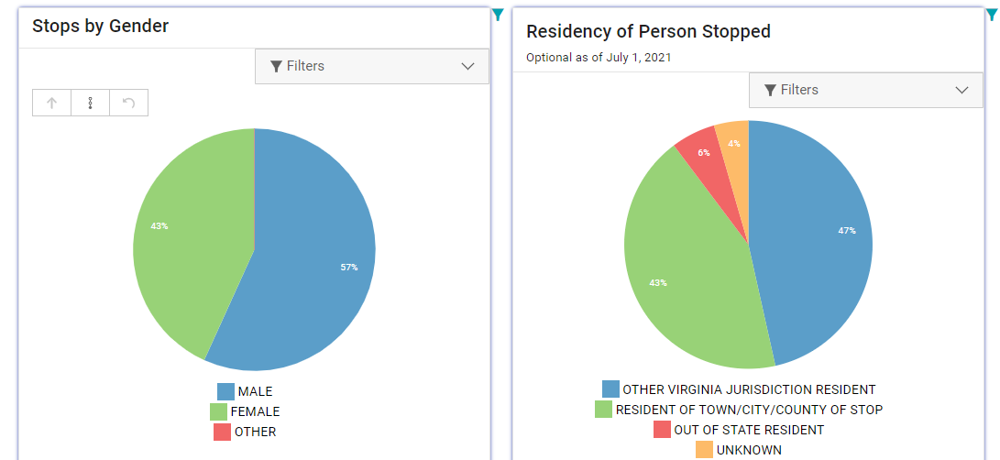 Stops by Gender
Filters
43%
57%
MALE
FEMALE
OTHER
Residency of Person Stopped
Optional as of July 1, 2021
Filters
6%
4%
47%
43%
OTHER VIRGINIA JURISDICTION RESIDENT
RESIDENT OF TOWN/CITY/COUNTY OF STOP
OUT OF STATE RESIDENT
UNKNOWN